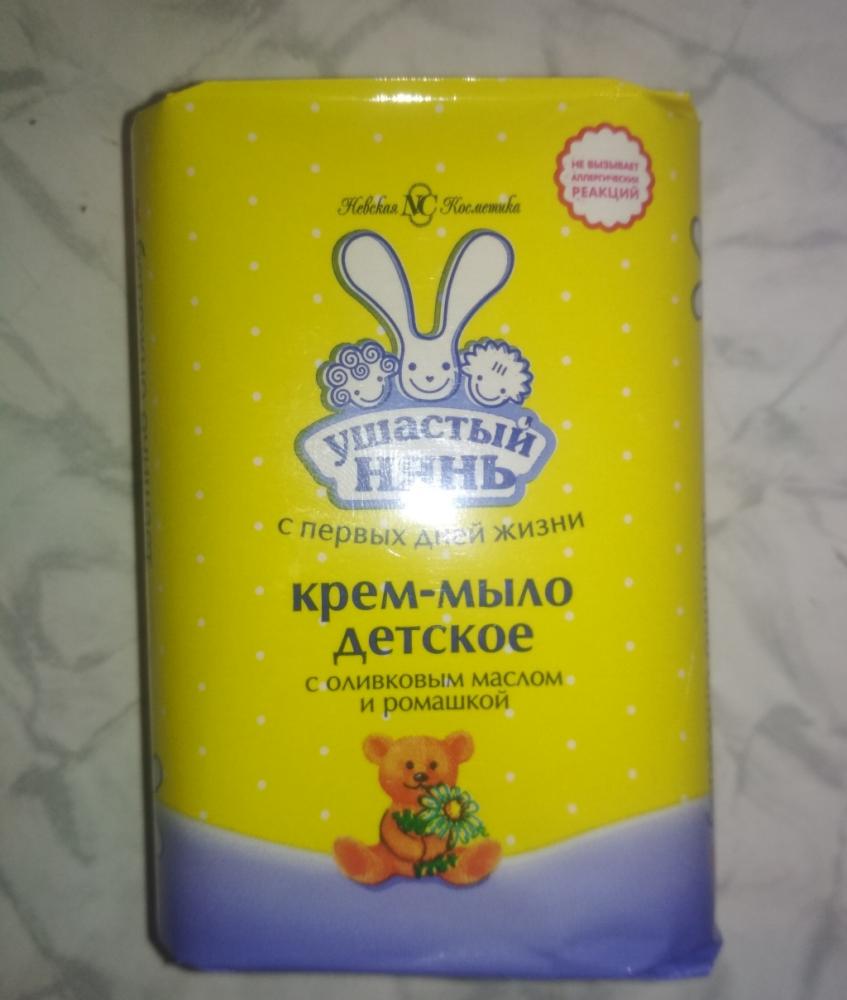 Невская NC Косметика
НЕ ВЫЗЫВАЕТ
АЛЛЕРГИЧЕСКИХ
РЕАКЦИЙ
ушастый
нянь
с первых дней жизни
крем-мыло
детское
с оливковым маслом
и ромашкой